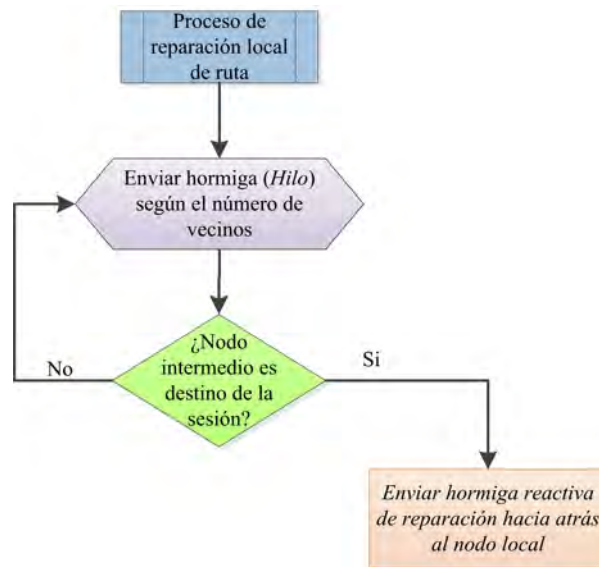 Proceso de
reparación local
de ruta
Enviar hormiga (Hilo)
según el número de
vecinos
¿Nodo
intermedio es
destino de la
sesión?
No
Si
Enviar hormiga reactiva
de reparación hacia atrás
al nodo local